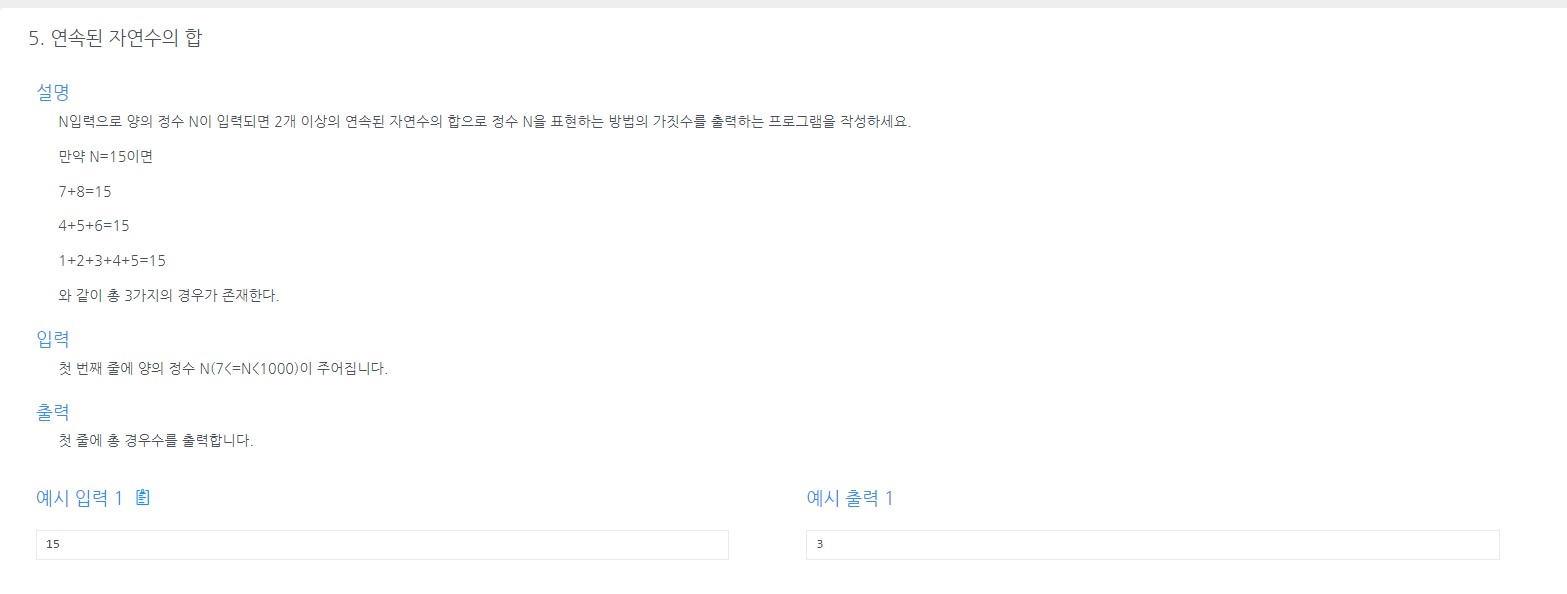 5. 연속된 자연수의 합
설명
N입력으로 양의 정수 N이 입력되면 2개 이상의 연속된 자연수의 합으로 정수 N을 표현하는 방법의 가짓수를 출력하는 프로그램을 작성하세요.
만약 N=15이면
7+8=15
4+5+6=15
1+2+3+4+5=15
와 같이 총 3가지의 경우가 존재한다.
입력
첫 번째 줄에 양의 정수 N(7<=N<1000)이 주어집니다.
출력
첫 줄에 총 경우수를 출력합니다.
예시 입력 1
예시 출력 1
15
3